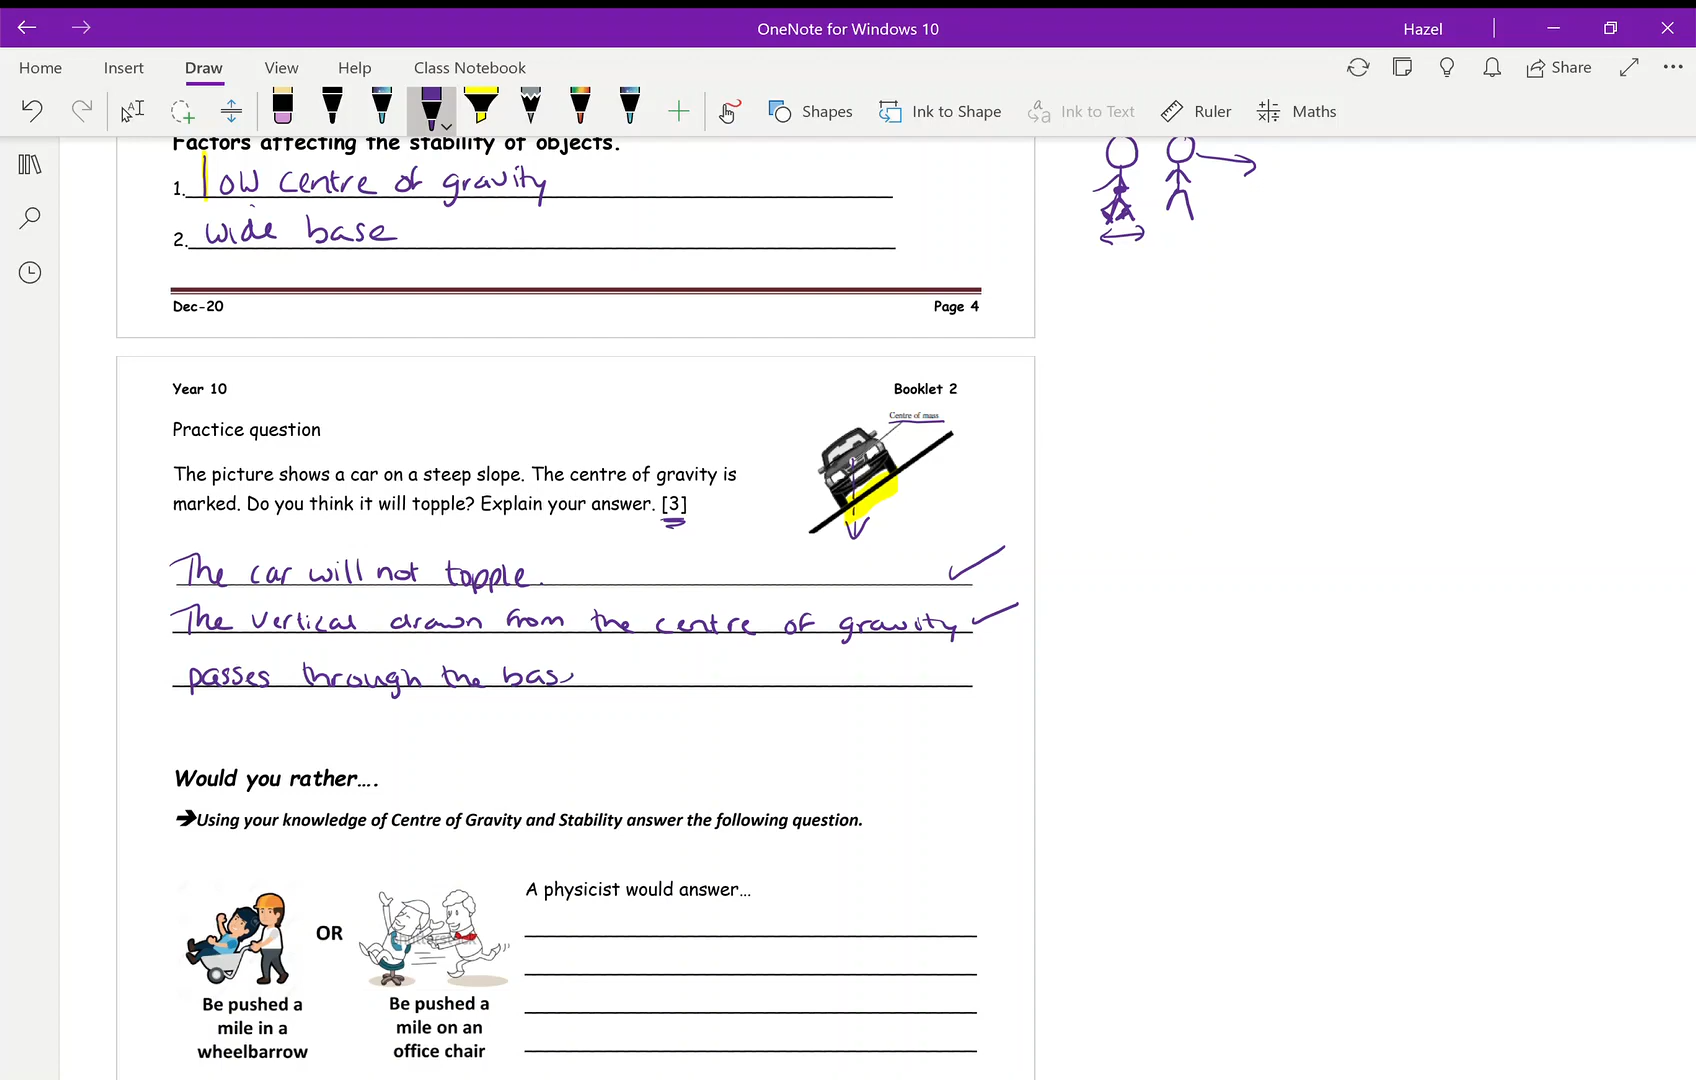 OneNote for Windows 10
Hazel
Home Insert Draw View Help Class Notebook
Share
Shapes Ink to Shape Ink to Text Ruler Maths
Factors affecting the stability of objects.
1. low centre of gravity
2. wide base
Dec-20 Page 4
Year 10 Booklet 2
Centre of mass
Practice question
The picture shows a car on a steep slope. The centre of gravity is
marked. Do you think it will topple? Explain your answer. [3]
The car will not topple.
The vertical drawn from the centre of gravity
passes through the bas
Would you rather....
➔Using your knowledge of Centre of Gravity and Stability answer the following question.
A physicist would answer...
OR
Be pushed a
mile in a
wheelbarrow
Be pushed a
mile on an
office chair